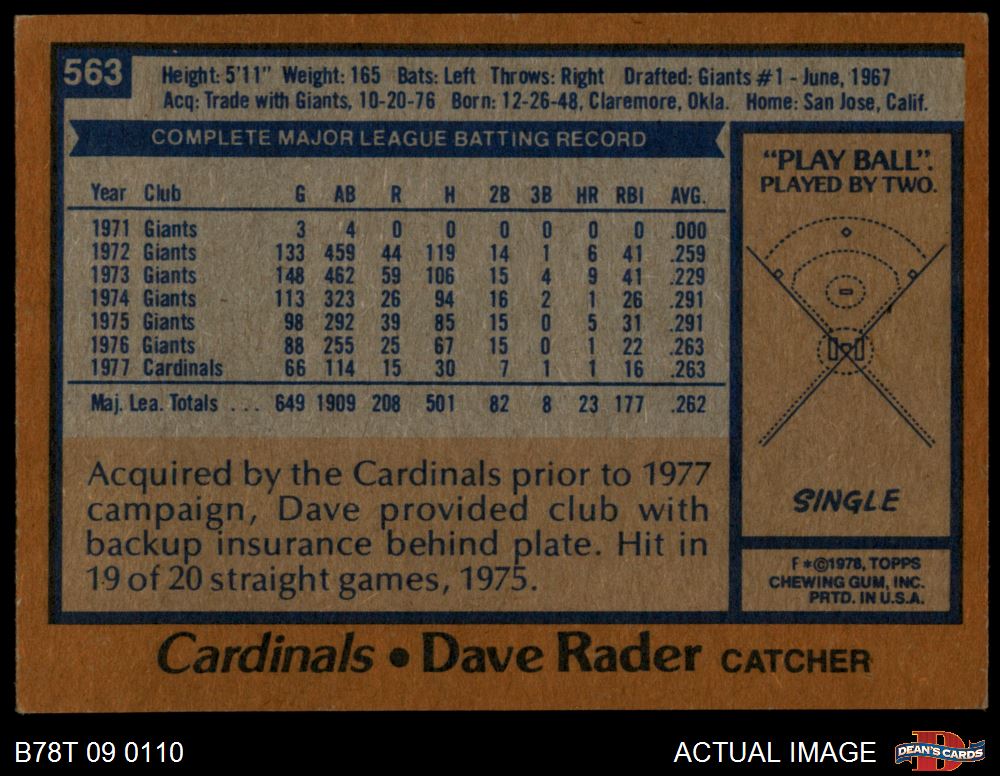 563
Height: 5'11" Weight: 165 Bats: Left Throws: Right Drafted: Giants #1 - June, 1967
Acq: Trade with Giants, 10-20-76 Born: 12-26-48, Claremore, Okla. Home: San Jose, Calif.
COMPLETE MAJOR LEAGUE BATTING RECORD
Year Club G AB R H 2B 3B HR RBI AVG.
1971 Giants 3 4 0 0 0 0 0 0 .000
1972 Giants 133 459 44 119 14 1 6 41 .259
1973 Giants 148 462 59 106 15 4 9 41 .229
1974 Giants 113 323 26 94 16 2 1 26 .291
1975 Giants 98 292 39 85 15 0 5 31 .291
1976 Giants 88 255 25 67 15 0 1 22 .263
1977 Cardinals 66 114 15 30 7 1 1 16 .263
Maj. Lea. Totals ... 649 1909 208 501 82 8 23 177 .262
Acquired by the Cardinals prior to 1977
campaign, Dave provided club with
backup insurance behind plate. Hit in
19 of 20 straight games, 1975.
"PLAY BALL".
PLAYED BY TWO.
SINGLE
F*©1978, TOPPS
CHEWING GUM, INC.
PRTD. IN U.S.A.
Cardinals • Dave Rader CATCHER
B78T 09 0110
ACTUAL IMAGE
D
DEAN'S CARDS